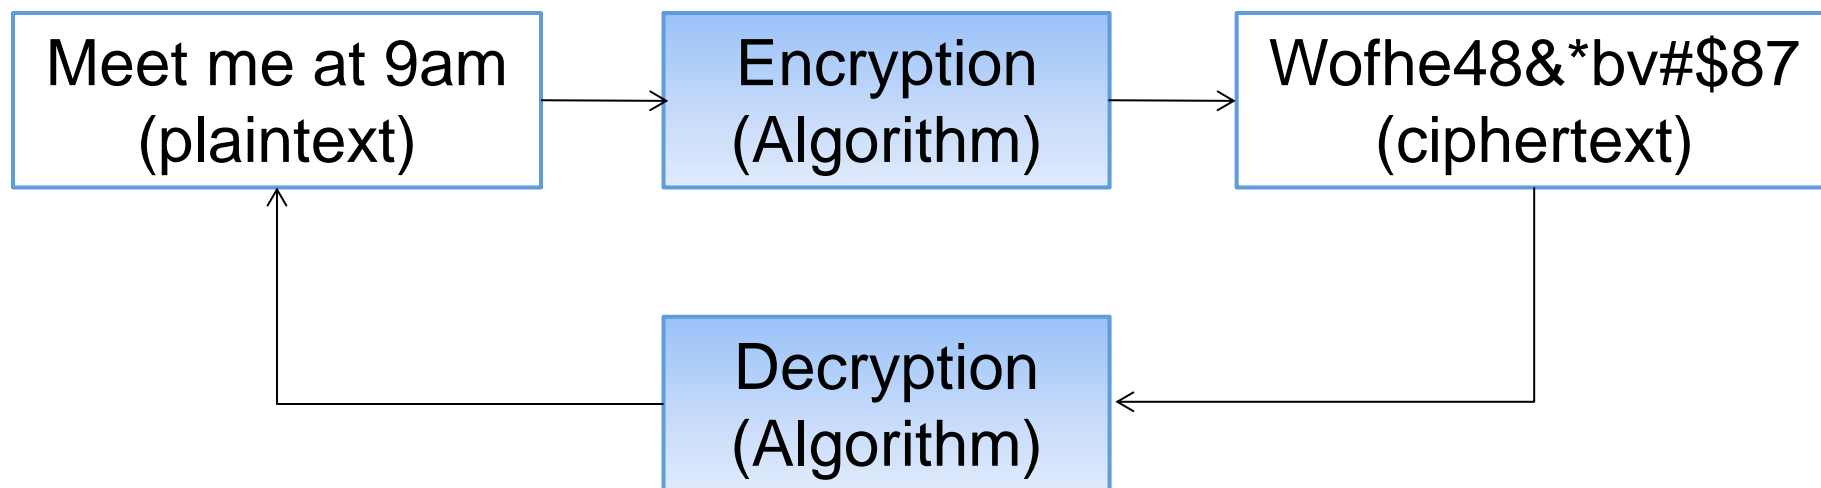 Meet me at 9am
(plaintext)
Encryption
(Algorithm)
Wofhe48&*bv#$87
(ciphertext)
Decryption
(Algorithm)